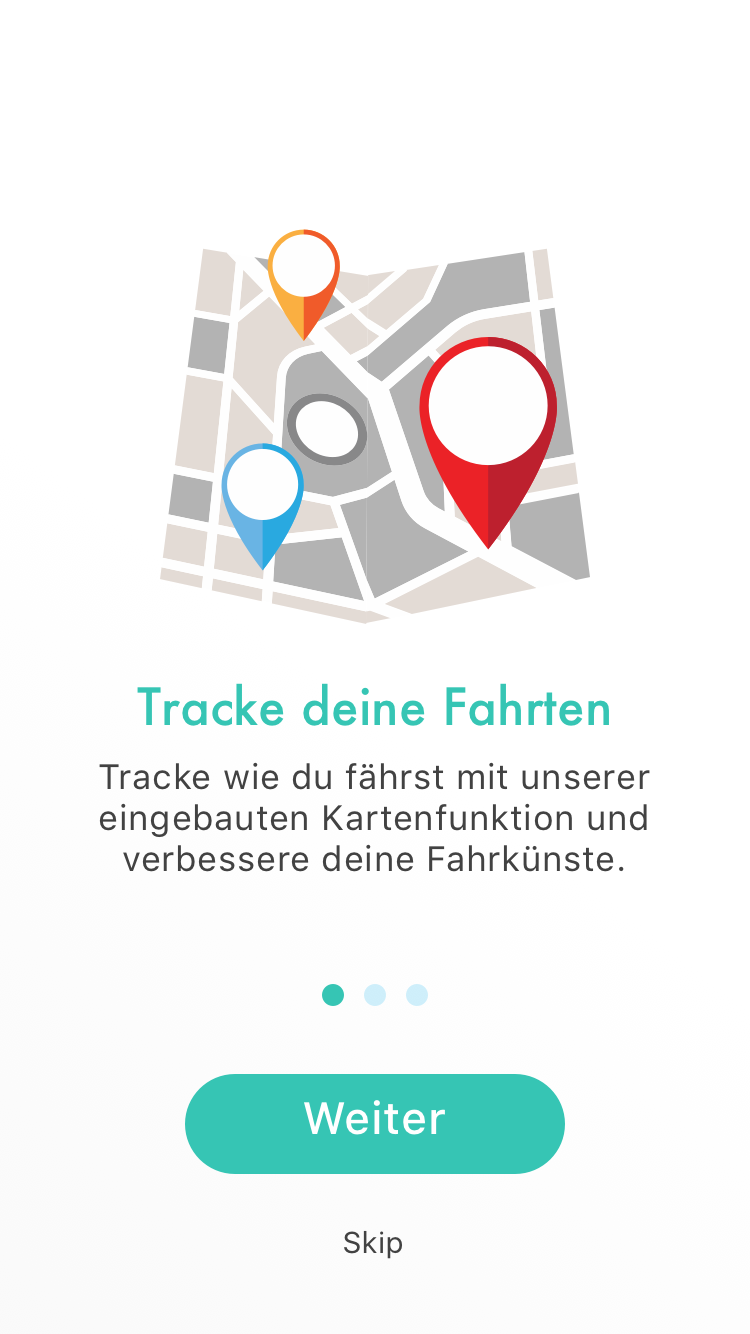 Tracke deine Fahrten
Tracke wie du fährst mit unserer
eingebauten Kartenfunktion und
verbessere deine Fahrkünste.
Weiter
Skip